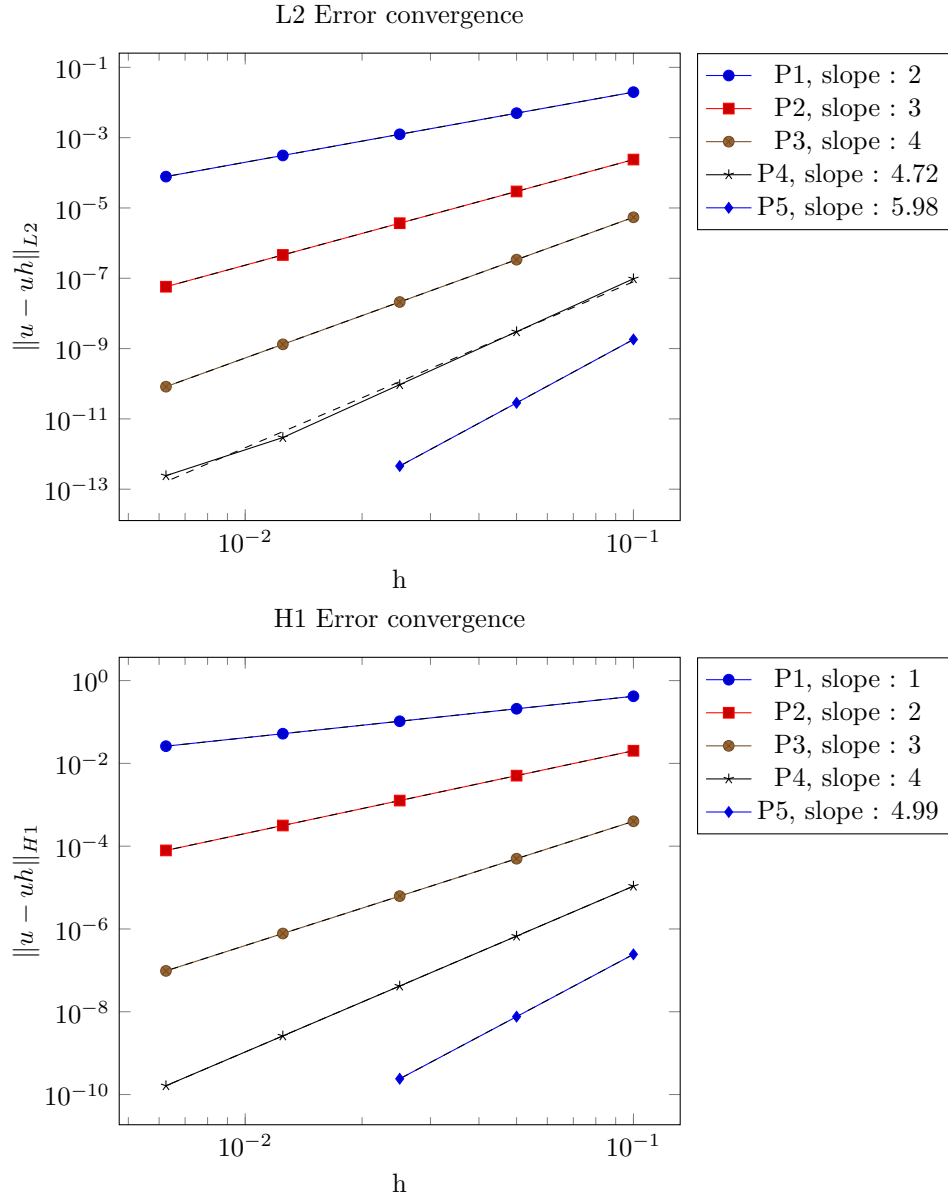 L2 Error convergence
10^{-1}
10^{-3}
10^{-5}
10^{-7}
10^{-9}
10^{-11}
10^{-13}
||u − uh||_{L2}
10^{-2}
10^{-1}
h
P1, slope : 2
P2, slope : 3
P3, slope : 4
P4, slope : 4.72
P5, slope : 5.98
H1 Error convergence
10^{0}
10^{-2}
10^{-4}
10^{-6}
10^{-8}
10^{-10}
||u − uh||_{H1}
10^{-2}
10^{-1}
h
P1, slope : 1
P2, slope : 2
P3, slope : 3
P4, slope : 4
P5, slope : 4.99